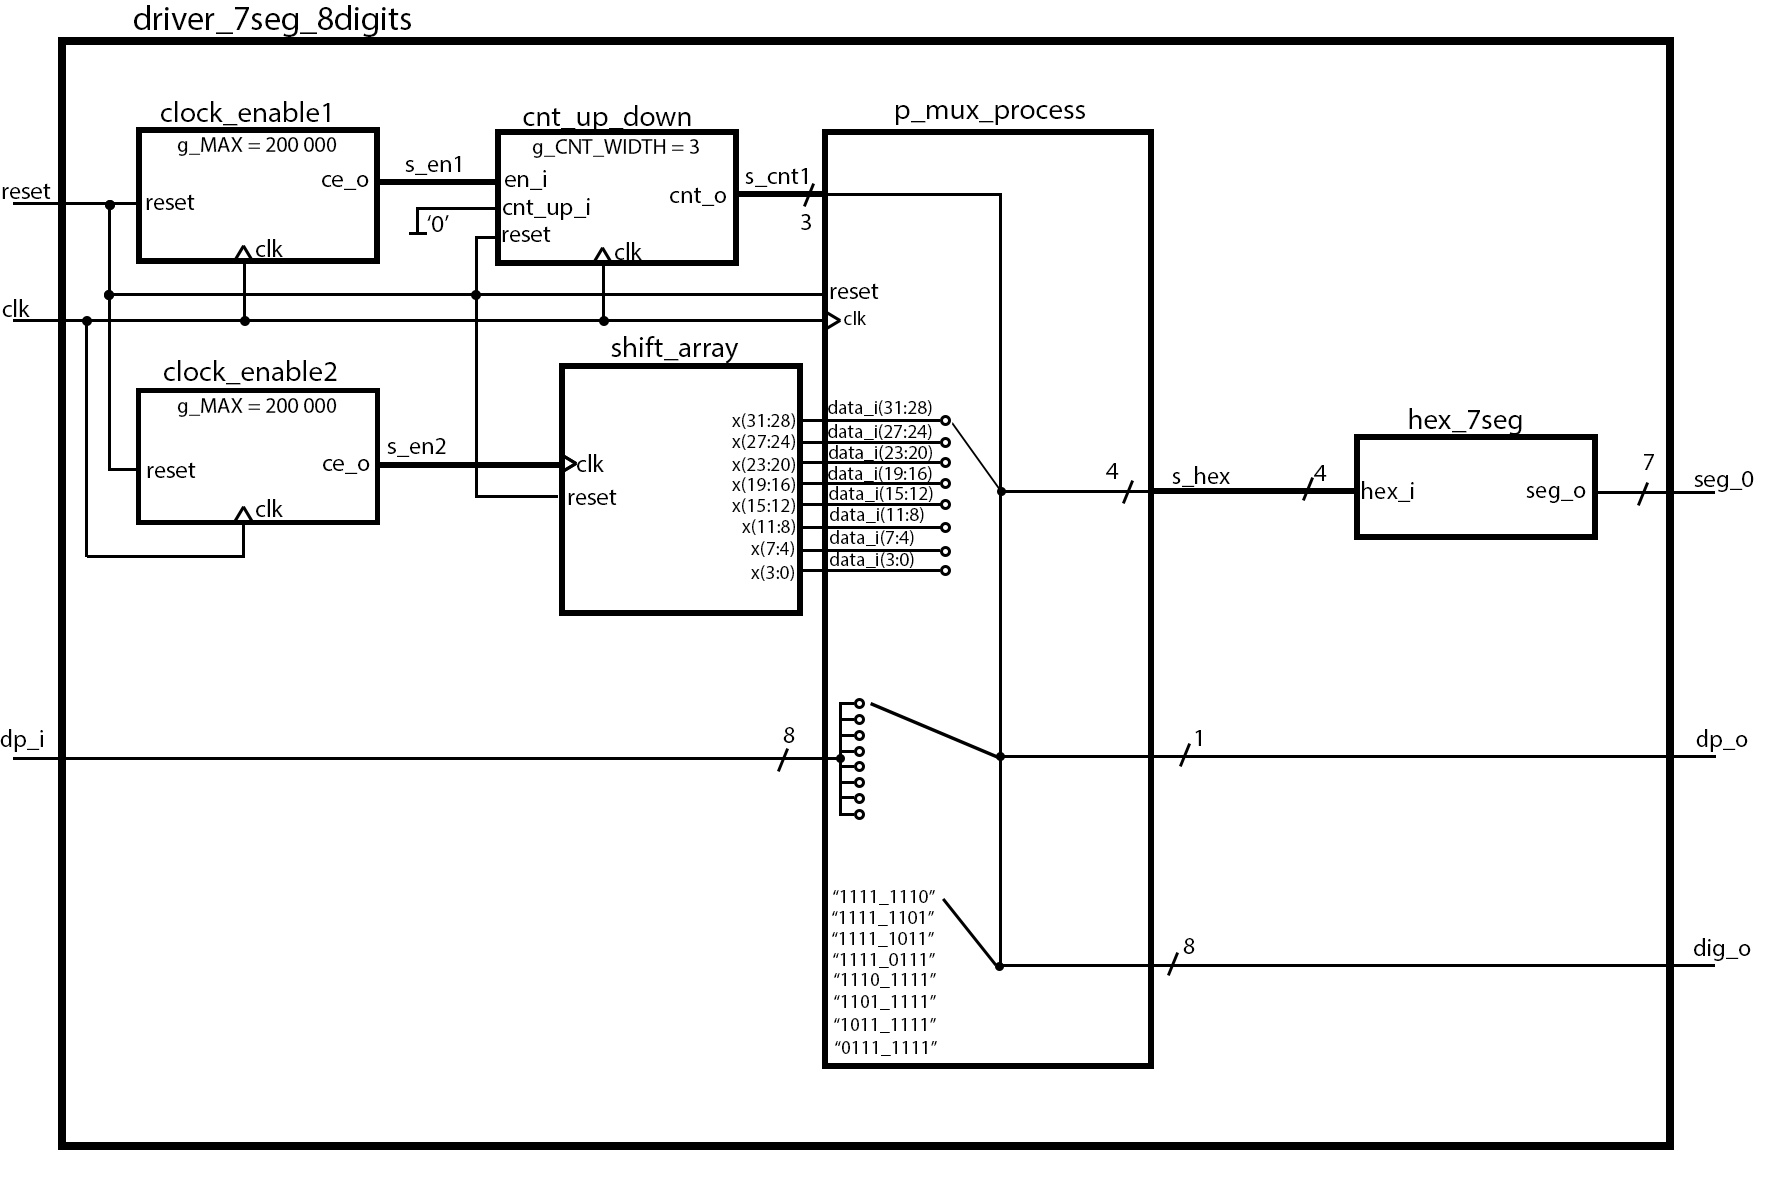 driver_7seg_8digits
clock_enable1
g_MAX = 200 000
ce_o
reset
clk
s_en1
cnt_up_down
g_CNT_WIDTH = 3
en_i
cnt_up_i
reset
cnt_o
clk
'0'
s_cnt1
3
p_mux_process
reset
clk
reset
clk
clock_enable2
g_MAX = 200 000
ce_o
reset
clk
s_en2
shift_array
clk
reset
x(31:28)
x(27:24)
x(23:20)
x(19:16)
x(15:12)
x(11:8)
x(7:4)
x(3:0)
data_i(31:28)
data_i(27:24)
data_i(23:20)
data_i(19:16)
data_i(15:12)
data_i(11:8)
data_i(7:4)
data_i(3:0)
4
s_hex
4
hex_7seg
hex_i
seg_o
7
seg_0
dp_i
8
1
dp_o
“1111_1110”
“1111_1101”
“1111_1011”
“1111_0111”
“1110_1111”
“1101_1111”
“1011_1111”
“0111_1111”
8
dig_o